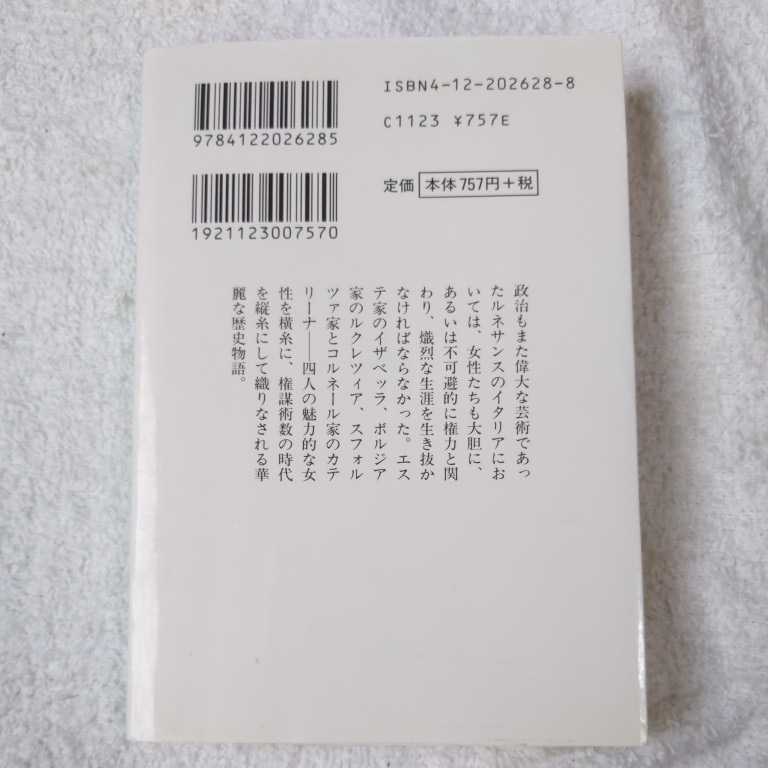 ISBN4-12-202628-8
C1123 ¥757E
9784122026285
定価 本体757円+税
1921123007570
政治もまた偉大な芸術であっ
たルネサンスのイタリアにお
いては、女性たちも大胆に、
あるいは不可避的に権力と関
わり、熾烈な生涯を生き抜か
なければならなかった。エス
テ家のイザベッラ、ボルジア
家のルクレツィア、スフォル
ツァ家とコルネール家のカテ
リーナ――四人の魅力的な女
性を横糸に、権謀術数の時代
を縦糸にして織りなされる華
麗な歴史物語。